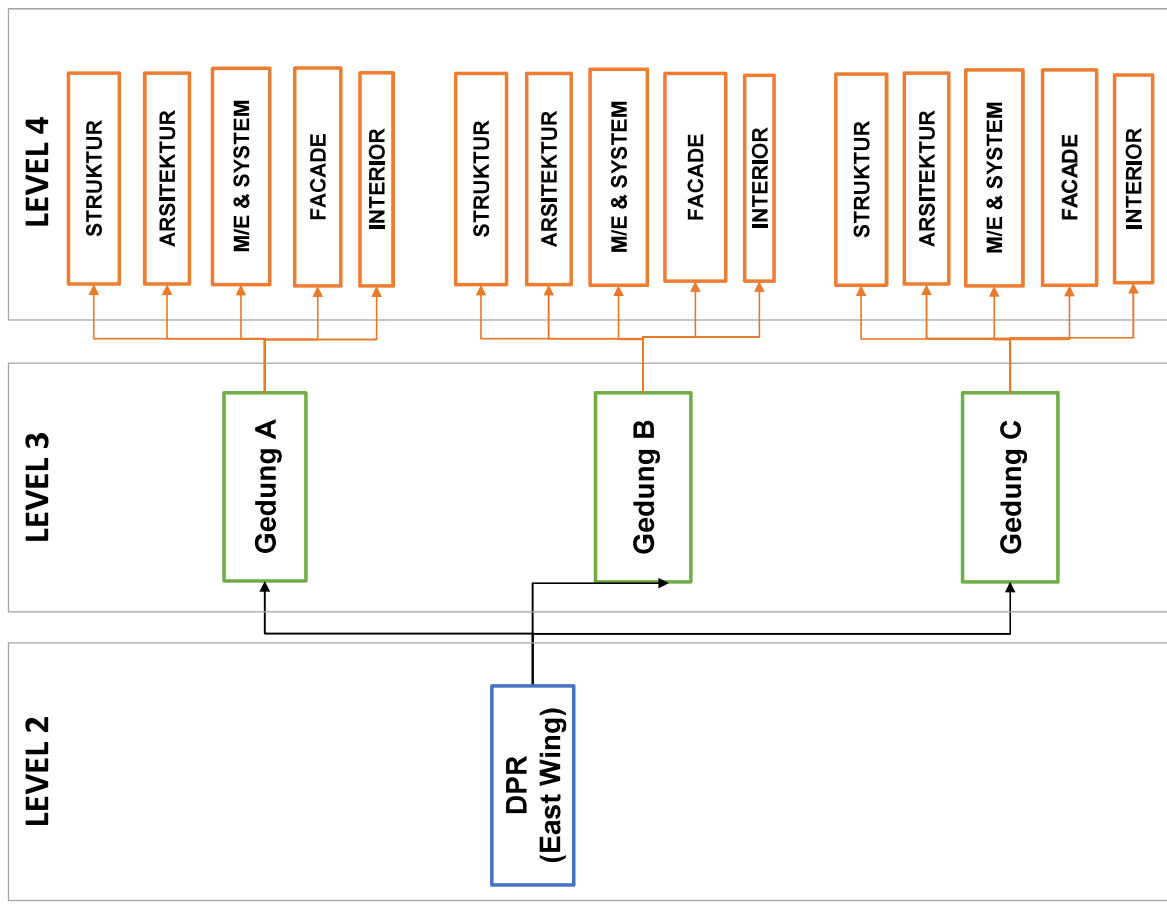 LEVEL 2
DPR
(East Wing)
LEVEL 3
Gedung A
Gedung B
Gedung C
LEVEL 4
STRUKTUR
ARSITEKTUR
M/E & SYSTEM
FACADE
INTERIOR
STRUKTUR
ARSITEKTUR
M/E & SYSTEM
FACADE
INTERIOR
STRUKTUR
ARSITEKTUR
M/E & SYSTEM
FACADE
INTERIOR